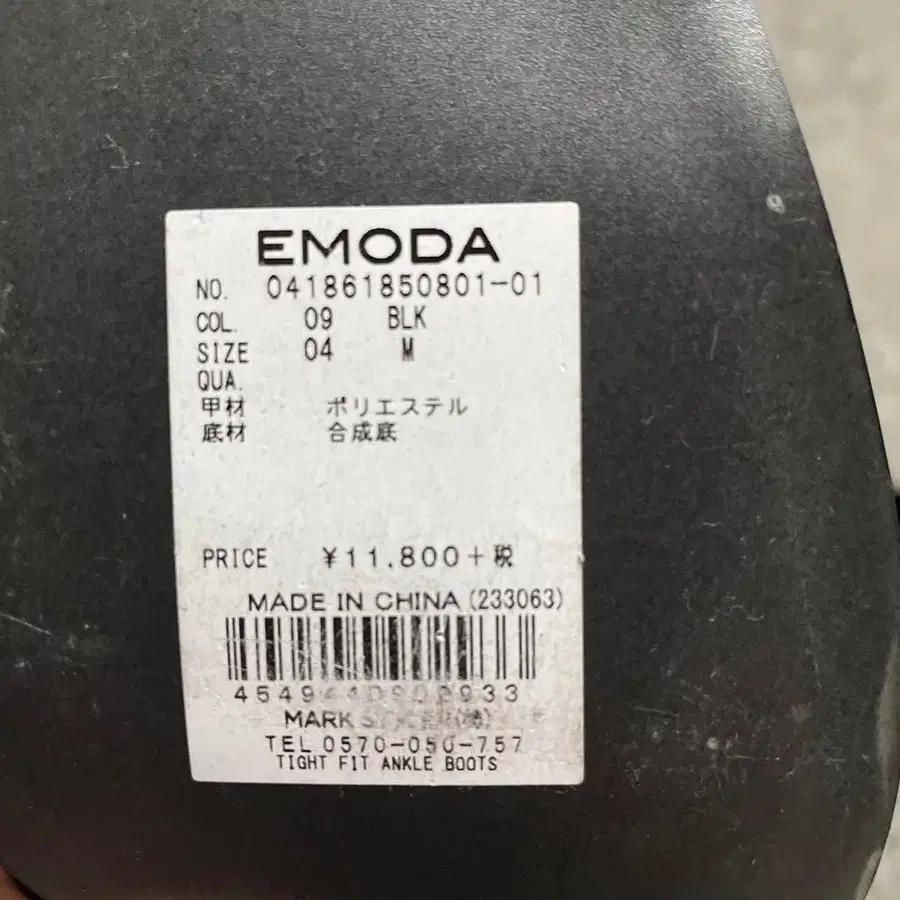 EMODA
NO. 041861850801-01
COL. 09 BLK
SIZE 04 M
QUA.
甲材 ポリエステル
底材 合成底
PRICE ¥11.800+税
MADE IN CHINA (233063)
MARK
TEL 0570-050-757
TIGHT FIT ANKLE BOOTS